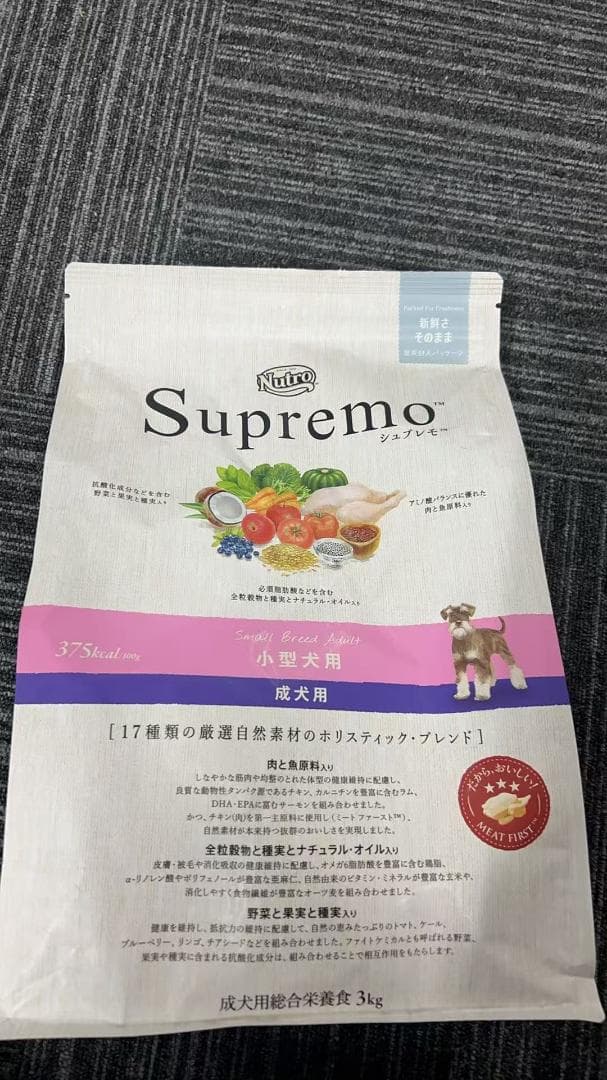 Packed For Freshness
新鮮さ
そのまま
窒素封入パッケージ
Nutro
Supremo™
シュプレモ™
抗酸化成分などを含む
野菜と果実と種実入り
アミノ酸バランスに優れた
肉と魚原料入り
必須脂肪酸などを含む
全粒穀物と種実とナチュラル・オイル入り
375kcal/100g
Small Breed Adult
小型犬用
成犬用
[17種類の厳選自然素材のホリスティック・ブレンド]
肉と魚原料入り
しなやかな筋肉や均整のとれた体型の健康維持に配慮し、
良質な動物性タンパク源であるチキン、カルニチンを豊富に含むラム、
DHA・EPAに富むサーモンを組み合わせました。
かつ、チキン(肉)を第一主原料に使用し(ミートファースト™)、
自然素材が本来持つ抜群のおいしさを実現しました。
だから、おいしい!
MEAT FIRST™
全粒穀物と種実とナチュラル・オイル入り
皮膚・被毛や消化吸収の健康維持に配慮し、オメガ6脂肪酸を豊富に含む鶏脂、
α-リノレン酸やポリフェノールが豊富な亜麻仁、自然由来のビタミン・ミネラルが豊富な玄米や、
消化しやすく食物繊維が豊富なオーツ麦を組み合わせました。
野菜と果実と種実入り
健康を維持し、抵抗力の維持に配慮して、自然の恵みたっぷりのトマト、ケール、
ブルーベリー、リンゴ、チアシードなどを組み合わせました。ファイトケミカルとも呼ばれる野菜、
果実や種実に含まれる抗酸化成分は、組み合わせることで相互作用をもたらします。
成犬用総合栄養食 3kg